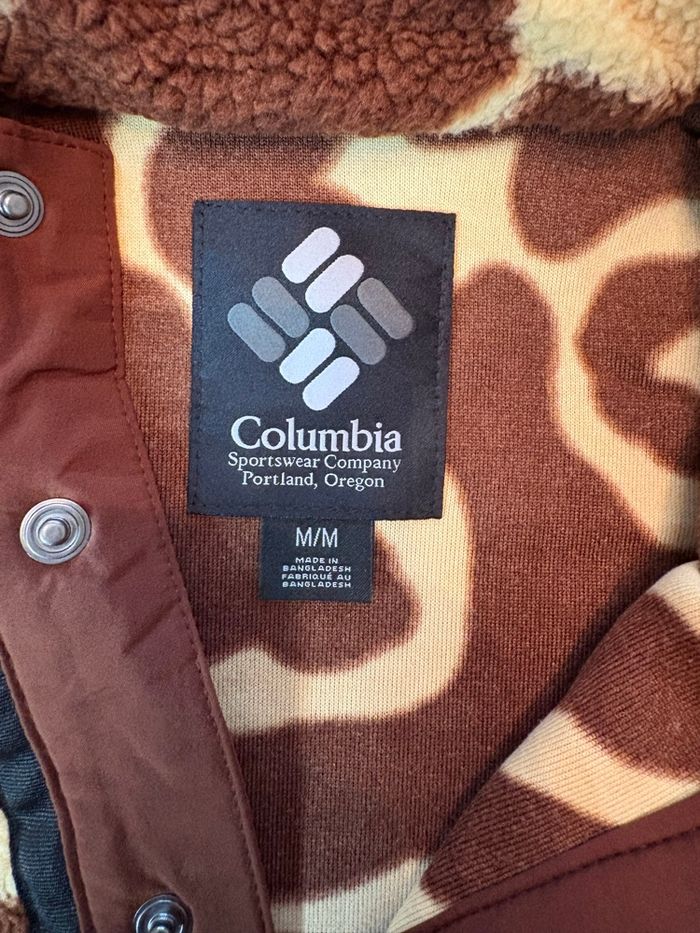 Columbia
Sportswear Company
Portland, Oregon
M/M
MADE IN
BANGLADESH
FABRIQUÉ AU
BANGLADESH